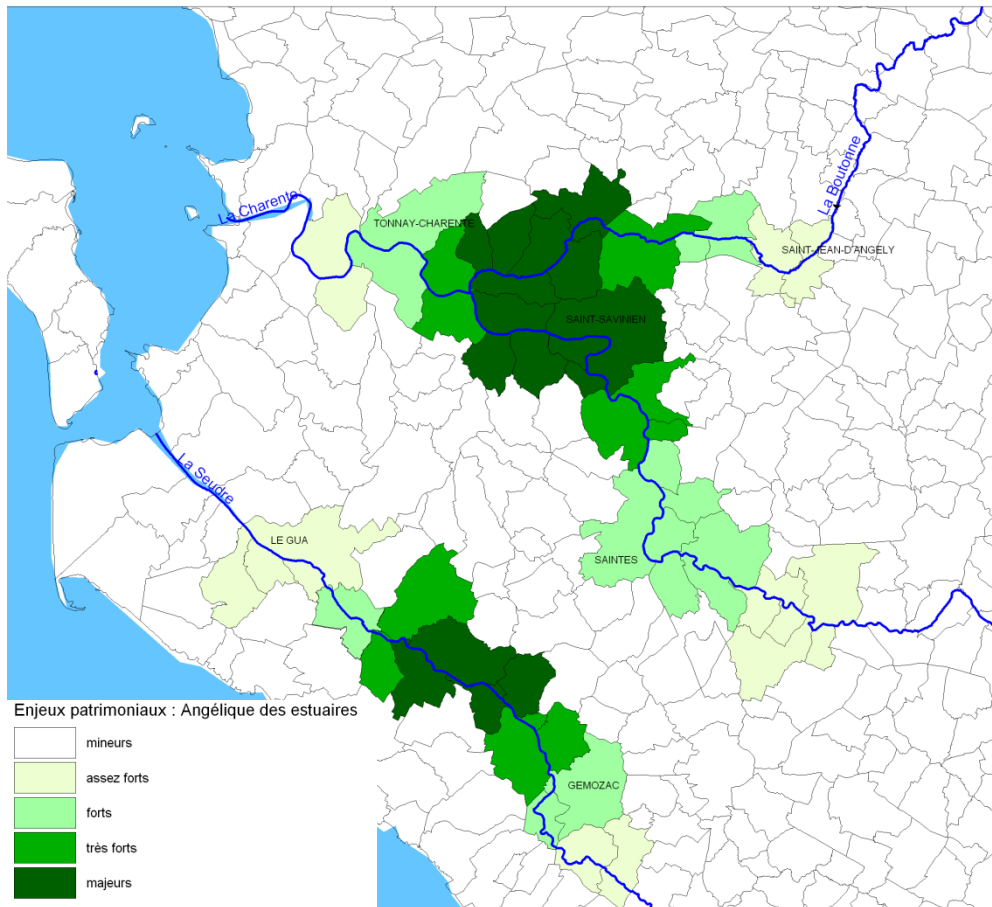 La Boutonne
La Charente
TONNAY-CHARENTE
SAINT-JEAN-D'ANGELY
SAINT-SAVINIEN
La Seudre
LE GUA
SAINTES
GEMOZAC
Enjeux patrimoniaux : Angélique des estuaires
mineurs
assez forts
forts
très forts
majeurs